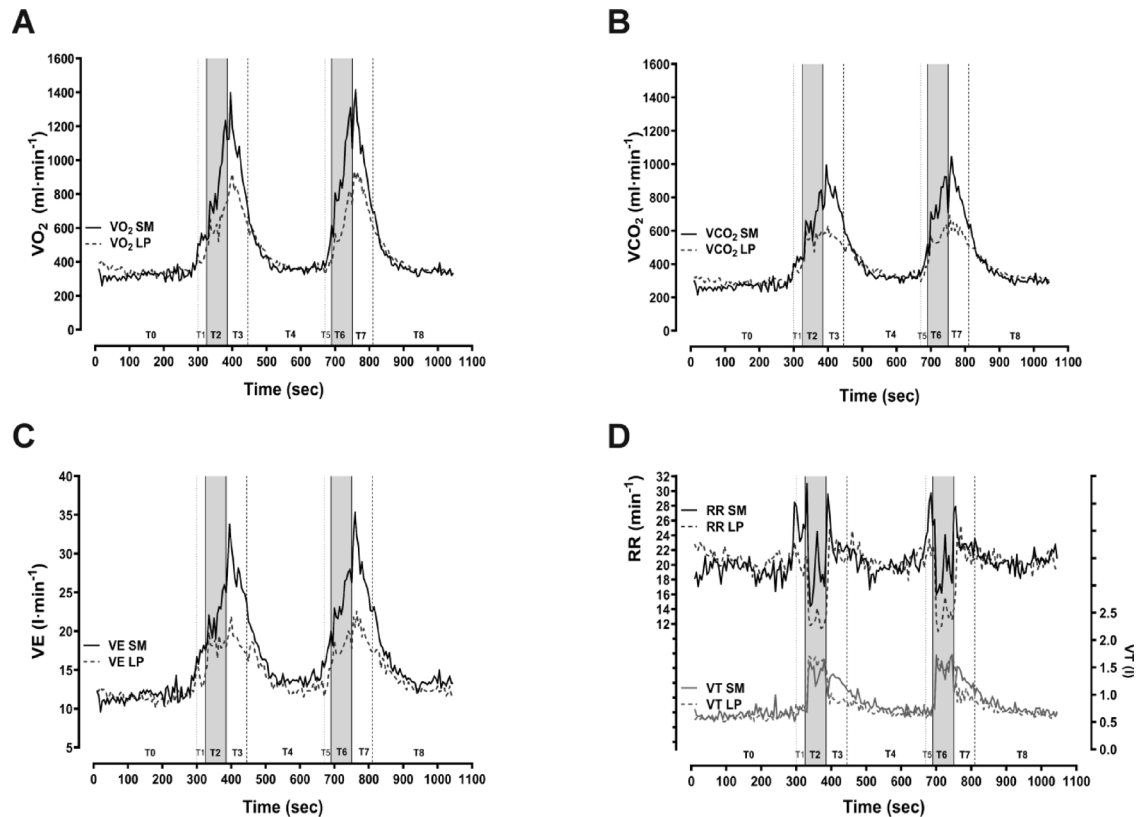 A
1600
1400
1200
1000
800
600
400
200
0
VO₂ (ml·min⁻¹)
VO₂ SM
VO₂ LP
T0 T1 T2 T3 T4 T5 T6 T7 T8
0 100 200 300 400 500 600 700 800 900 1000 1100
Time (sec)
B
1600
1400
1200
1000
800
600
400
200
0
VCO₂ (ml·min⁻¹)
VCO₂ SM
VCO₂ LP
T0 T1 T2 T3 T4 T5 T6 T7 T8
0 100 200 300 400 500 600 700 800 900 1000 1100
Time (sec)
C
40
35
30
25
20
15
10
5
VE (l·min⁻¹)
VE SM
VE LP
T0 T1 T2 T3 T4 T5 T6 T7 T8
0 100 200 300 400 500 600 700 800 900 1000 1100
Time (sec)
D
32
30
28
26
24
22
20
18
16
14
12
RR (min⁻¹)
RR SM
RR LP
2.5
2.0
1.5
1.0
0.5
0.0
VT (l)
VT SM
VT LP
T0 T1 T2 T3 T4 T5 T6 T7 T8
0 100 200 300 400 500 600 700 800 900 1000 1100
Time (sec)